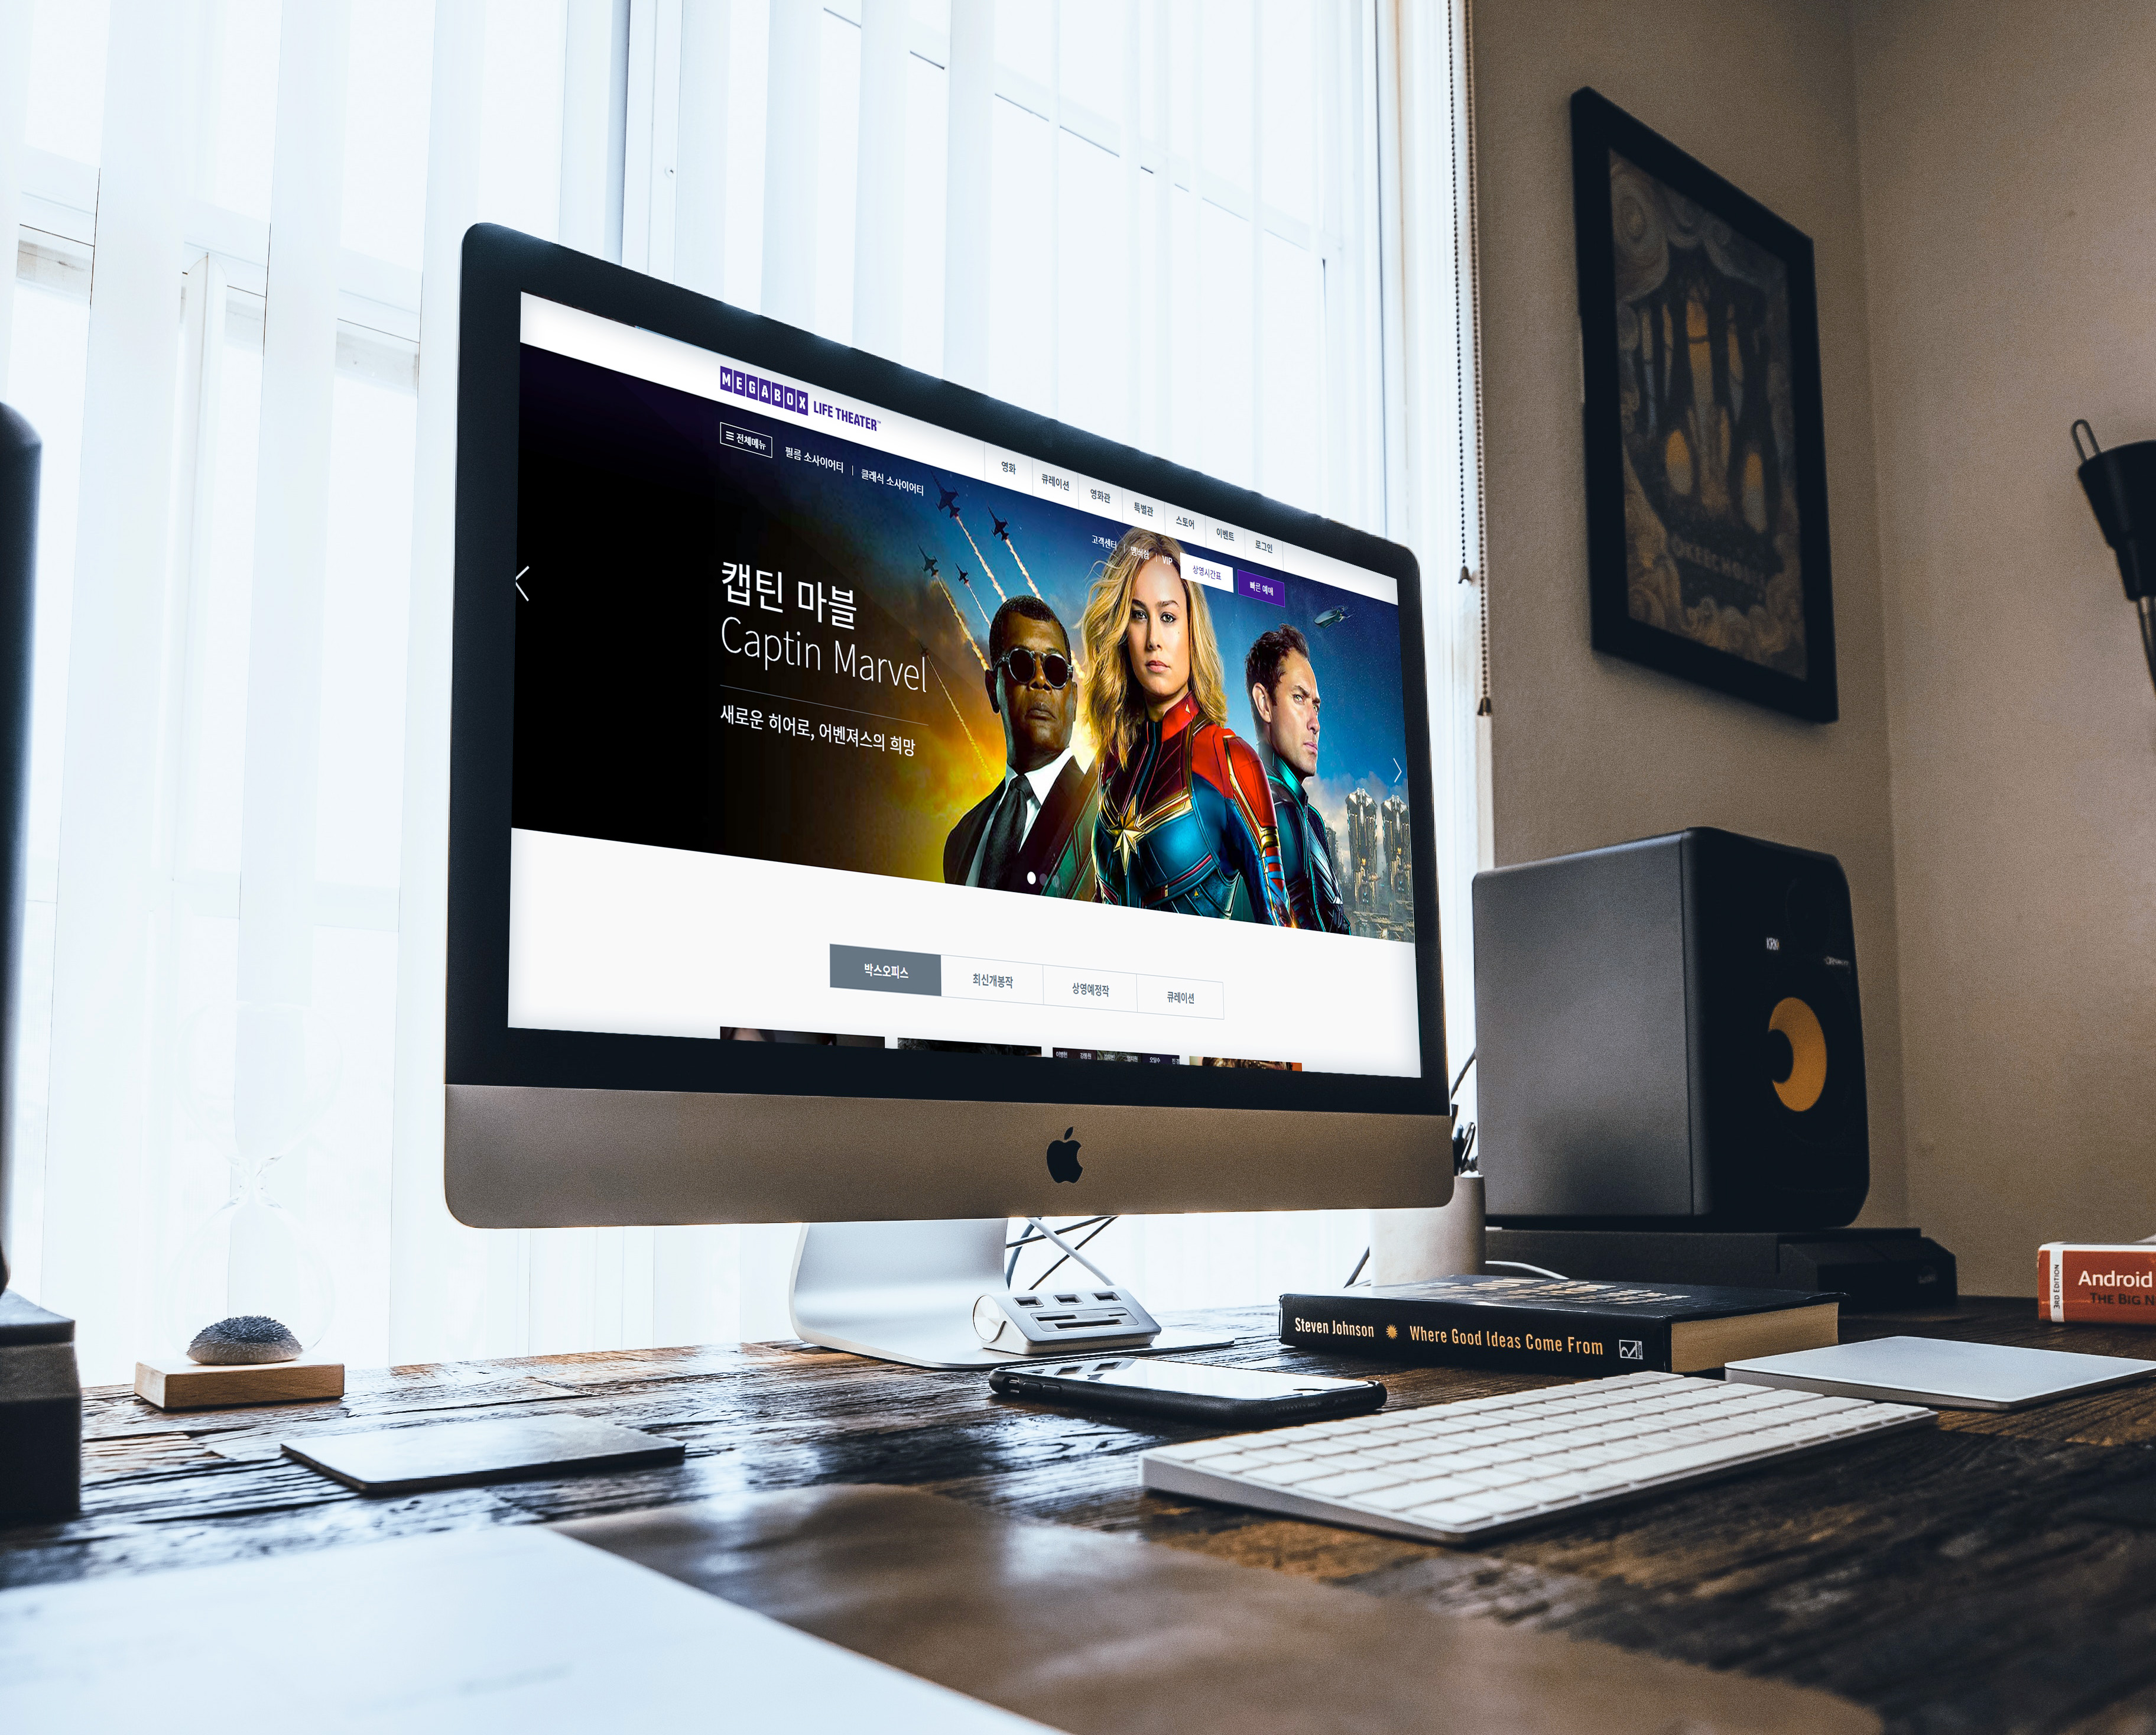 MEGABOX LIFE THEATER™
영화
큐레이션
영화관
특별관
스토어
이벤트
로그인
전체메뉴
필름 소사이어티
클래식 소사이어티
고객센터
멤버쉽
VIP
상영시간표
빠른 예매
캡틴 마블
Captin Marvel
새로운 히어로, 어벤져스의 희망
박스오피스
최신개봉작
상영예정작
큐레이션
KRK
Steven Johnson Where Good Ideas Come From
3RD EDITION
Android
THE BIG N